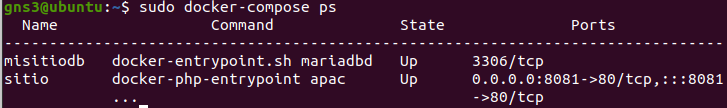 gns3@ubuntu:~$ sudo docker-compose ps
Name Command State Ports
--------------------------------------------------------------------------------
misitiodb docker-entrypoint.sh mariadbd Up 3306/tcp
sitio docker-php-entrypoint apac Up 0.0.0.0:8081->80/tcp,:::8081
... ->80/tcp